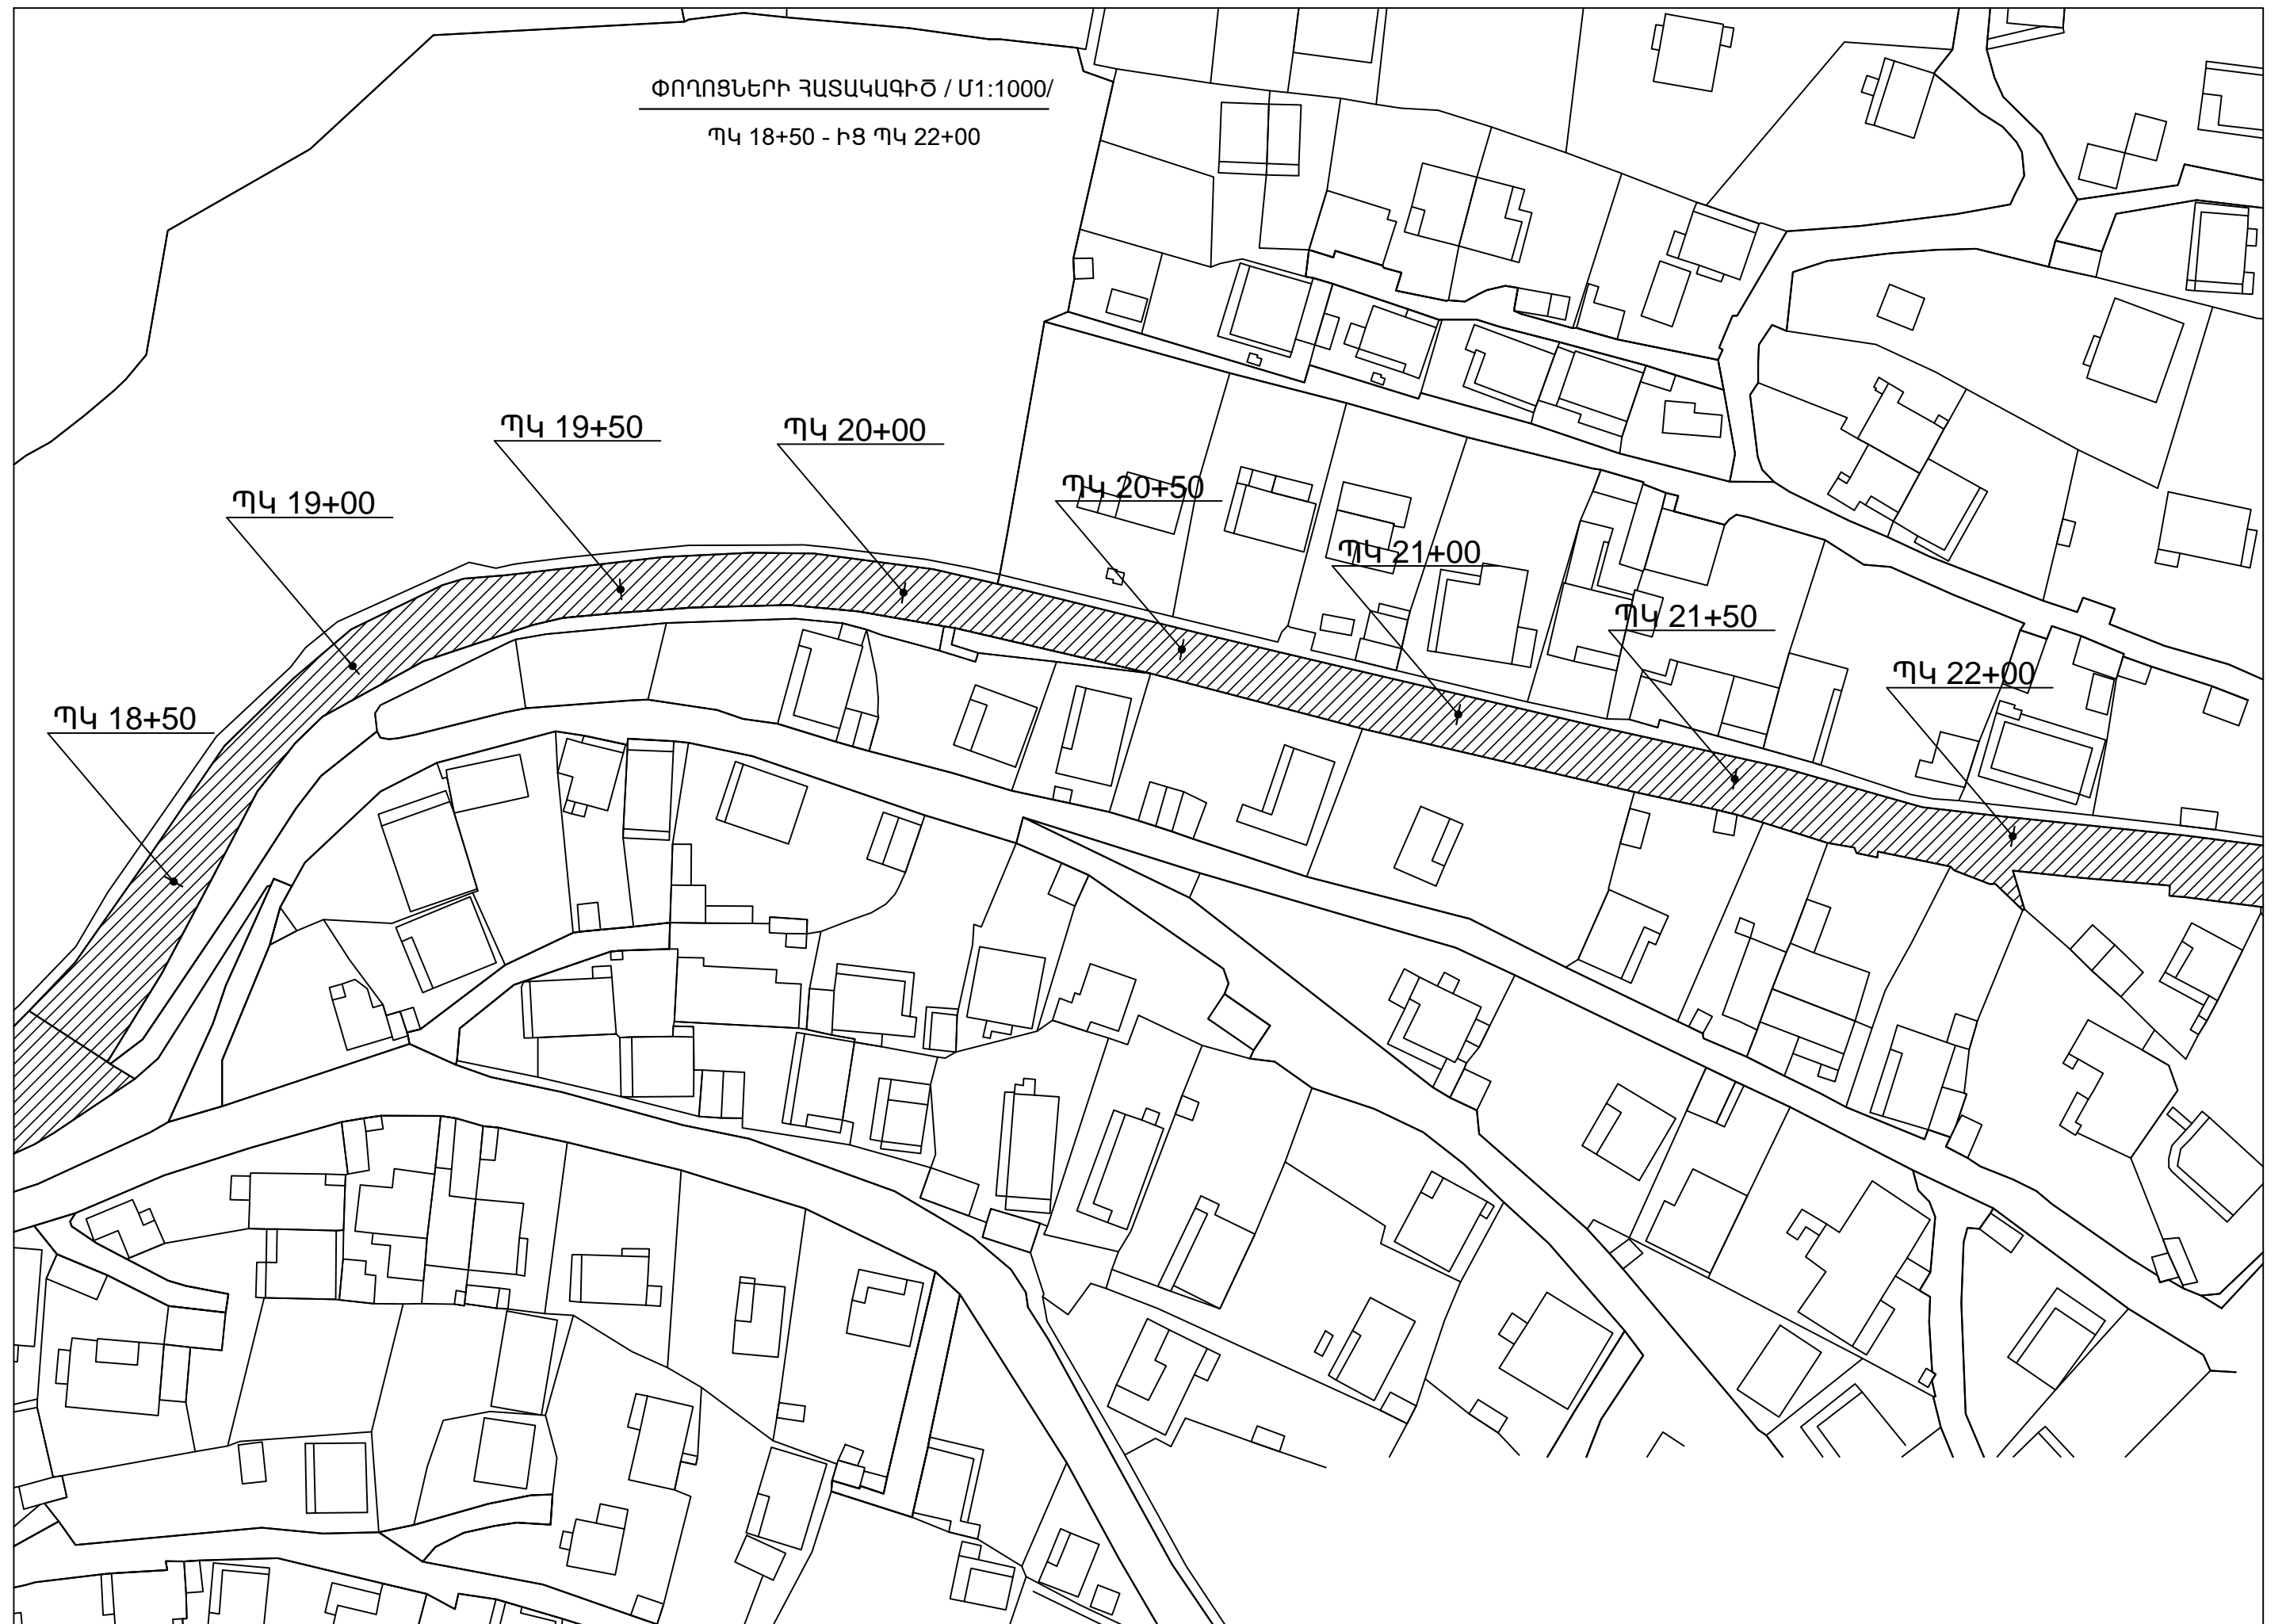 ՓՈՂՈՑՆԵՐԻ ՀԱՏԱԿԱԳԻԾ / Մ1:1000/
ՊԿ 18+50 - ԻՑ ՊԿ 22+00
ՊԿ 19+50
ՊԿ 20+00
ՊԿ 19+00
ՊԿ 20+50
ՊԿ 21+00
ՊԿ 21+50
ՊԿ 22+00
ՊԿ 18+50